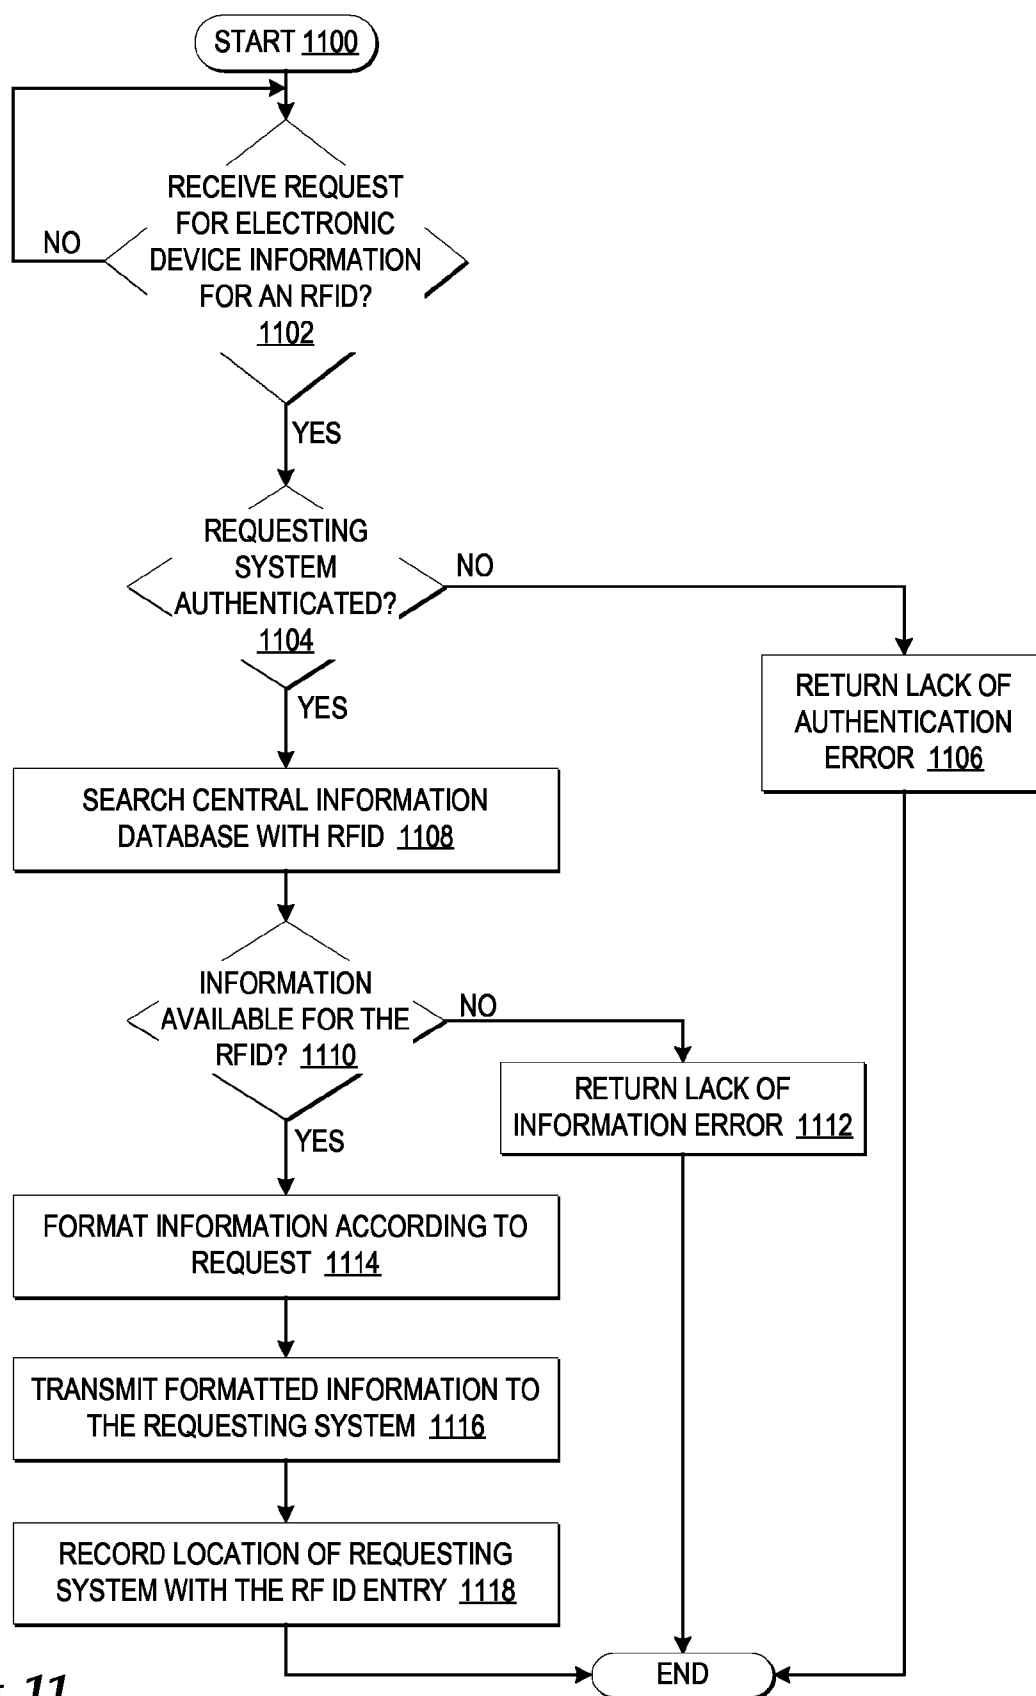 START 1100
RECEIVE REQUEST
FOR ELECTRONIC
DEVICE INFORMATION
FOR AN RFID?
1102
NO
YES
REQUESTING
SYSTEM
AUTHENTICATED?
1104
NO
YES
RETURN LACK OF
AUTHENTICATION
ERROR 1106
SEARCH CENTRAL INFORMATION
DATABASE WITH RFID 1108
INFORMATION
AVAILABLE FOR THE
RFID? 1110
NO
YES
RETURN LACK OF
INFORMATION ERROR 1112
FORMAT INFORMATION ACCORDING TO
REQUEST 1114
TRANSMIT FORMATTED INFORMATION TO
THE REQUESTING SYSTEM 1116
RECORD LOCATION OF REQUESTING
SYSTEM WITH THE RF ID ENTRY 1118
END
11